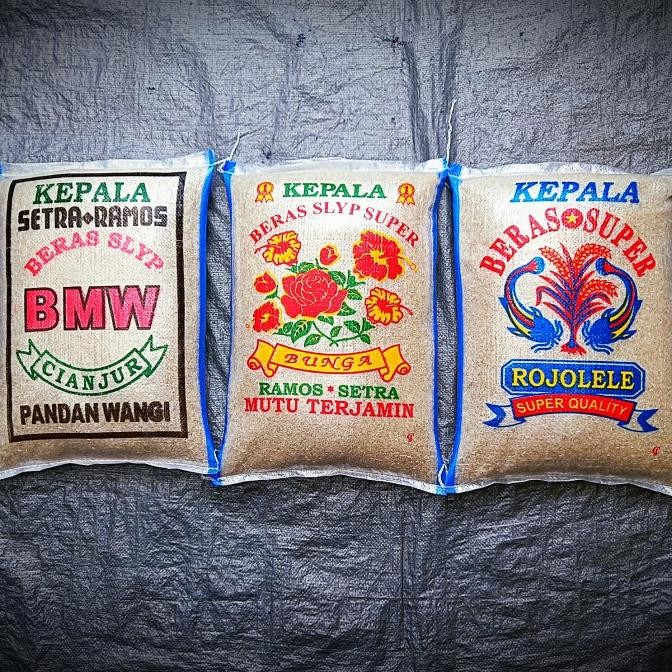 KEPALA
SETRA RAMOS
BERAS SLYP
BMW
CIANJUR
PANDAN WANGI
KEPALA
BERAS SLYP SUPER
BUNGA
RAMOS * SETRA
MUTU TERJAMIN
KEPALA
BERAS SUPER
ROJOLELE
SUPER QUALITY